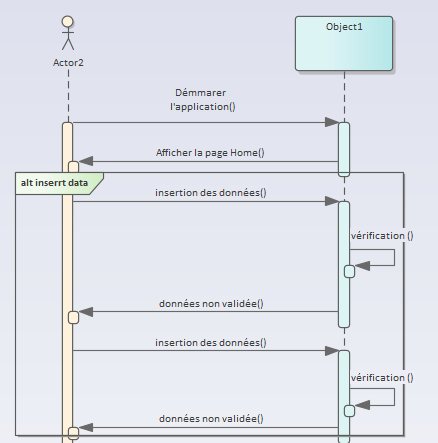 Object1
Actor2
Démmarer
l'application()
Afficher la page Home()
alt inserrt data
insertion des données()
vérification ()
données non validée()
insertion des données()
vérification ()
données non validée()